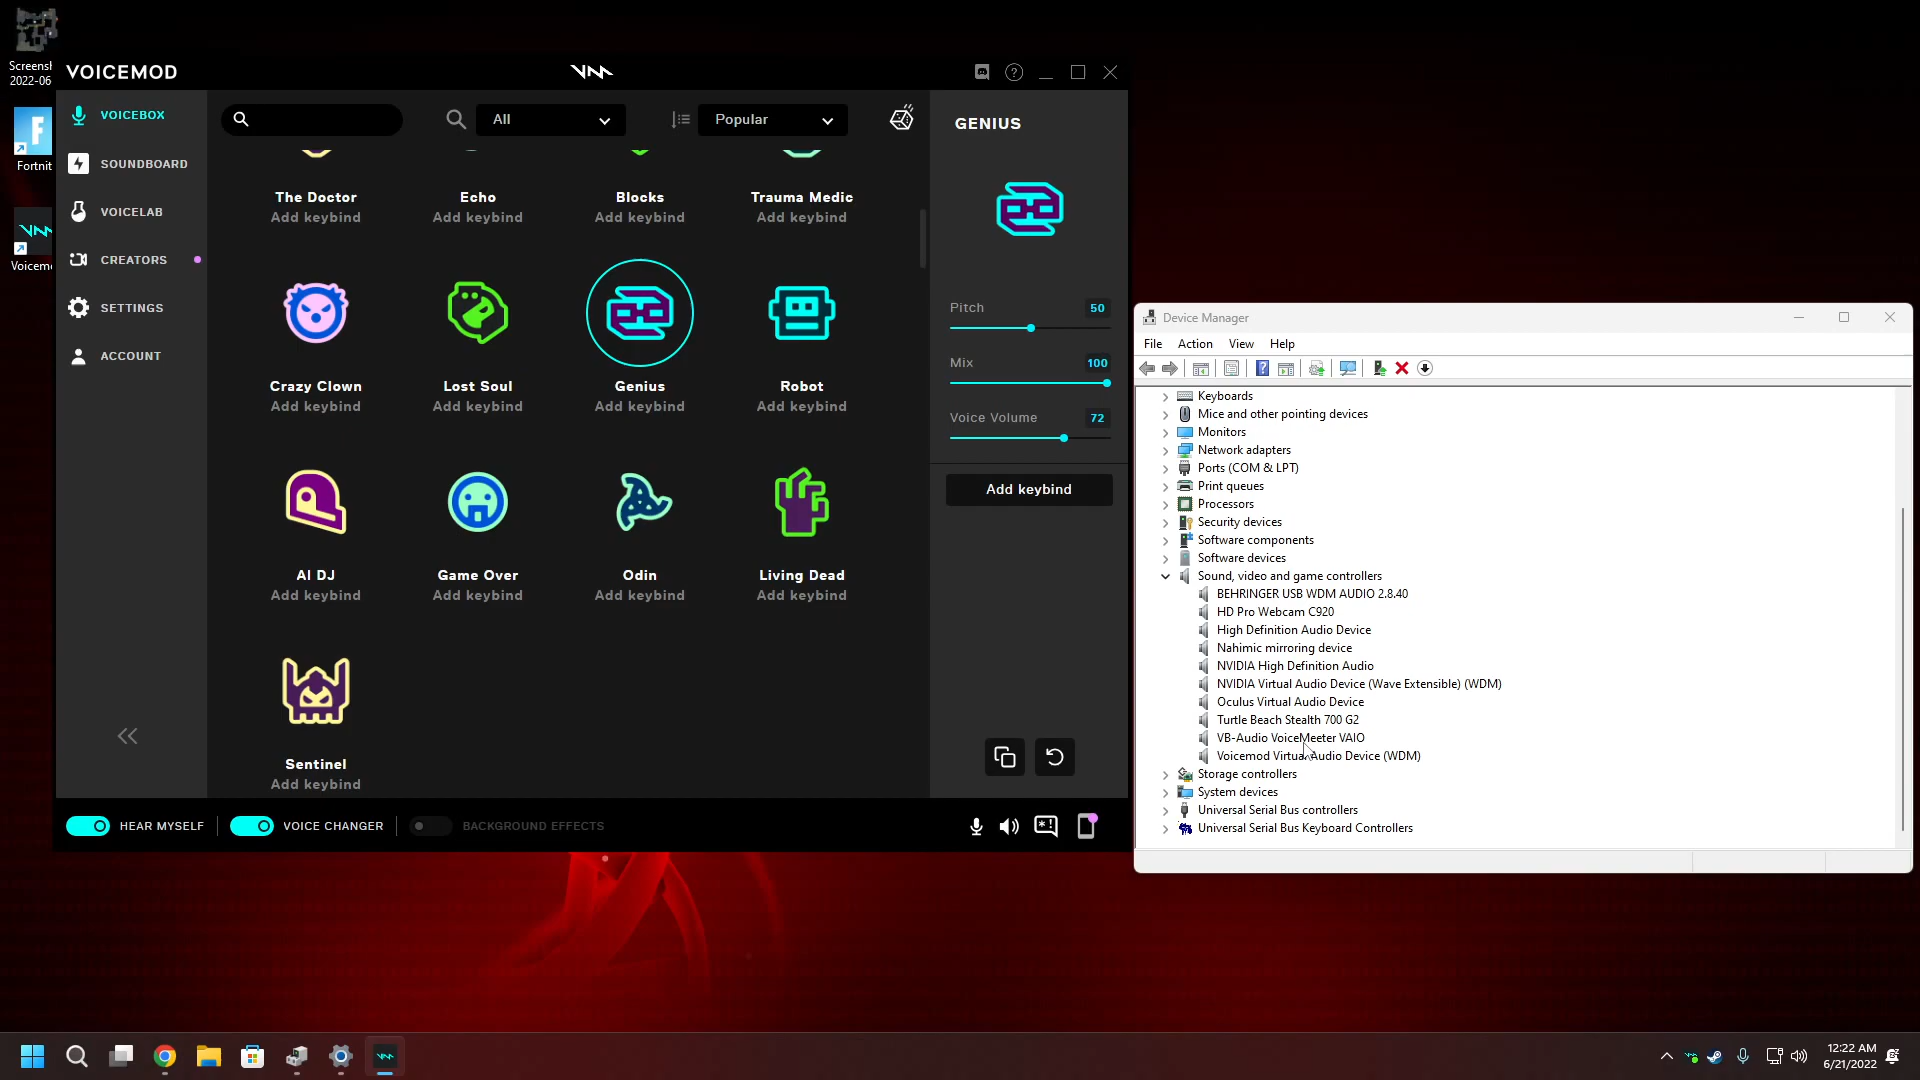 Screensh
2022-06
Fortnit
Voicemo
VOICEMOD
VOICEBOX
SOUNDBOARD
VOICELAB
CREATORS
SETTINGS
ACCOUNT
All
Popular
The Doctor
Add keybind
Echo
Add keybind
Blocks
Add keybind
Trauma Medic
Add keybind
Crazy Clown
Add keybind
Lost Soul
Add keybind
Genius
Add keybind
Robot
Add keybind
AI DJ
Add keybind
Game Over
Add keybind
Odin
Add keybind
Living Dead
Add keybind
Sentinel
Add keybind
GENIUS
Pitch 50
Mix 100
Voice Volume 72
Add keybind
HEAR MYSELF
VOICE CHANGER
BACKGROUND EFFECTS
Device Manager
File Action View Help
Keyboards
Mice and other pointing devices
Monitors
Network adapters
Ports (COM & LPT)
Print queues
Processors
Security devices
Software components
Software devices
Sound, video and game controllers
BEHRINGER USB WDM AUDIO 2.8.40
HD Pro Webcam C920
High Definition Audio Device
Nahimic mirroring device
NVIDIA High Definition Audio
NVIDIA Virtual Audio Device (Wave Extensible) (WDM)
Oculus Virtual Audio Device
Turtle Beach Stealth 700 G2
VB-Audio VoiceMeeter VAIO
Voicemod Virtual Audio Device (WDM)
Storage controllers
System devices
Universal Serial Bus controllers
Universal Serial Bus Keyboard Controllers
12:22 AM
6/21/2022